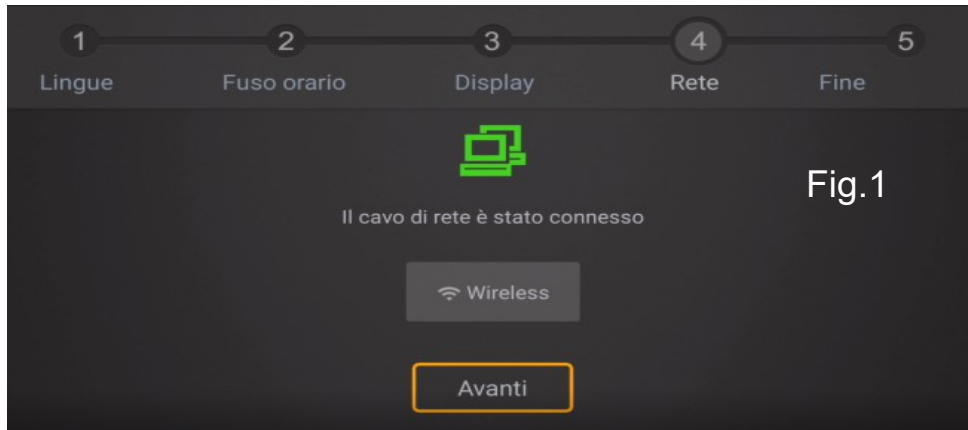 1 2 3 4 5
Lingue Fuso orario Display Rete Fine
Fig.1
Il cavo di rete è stato connesso
Wireless
Avanti